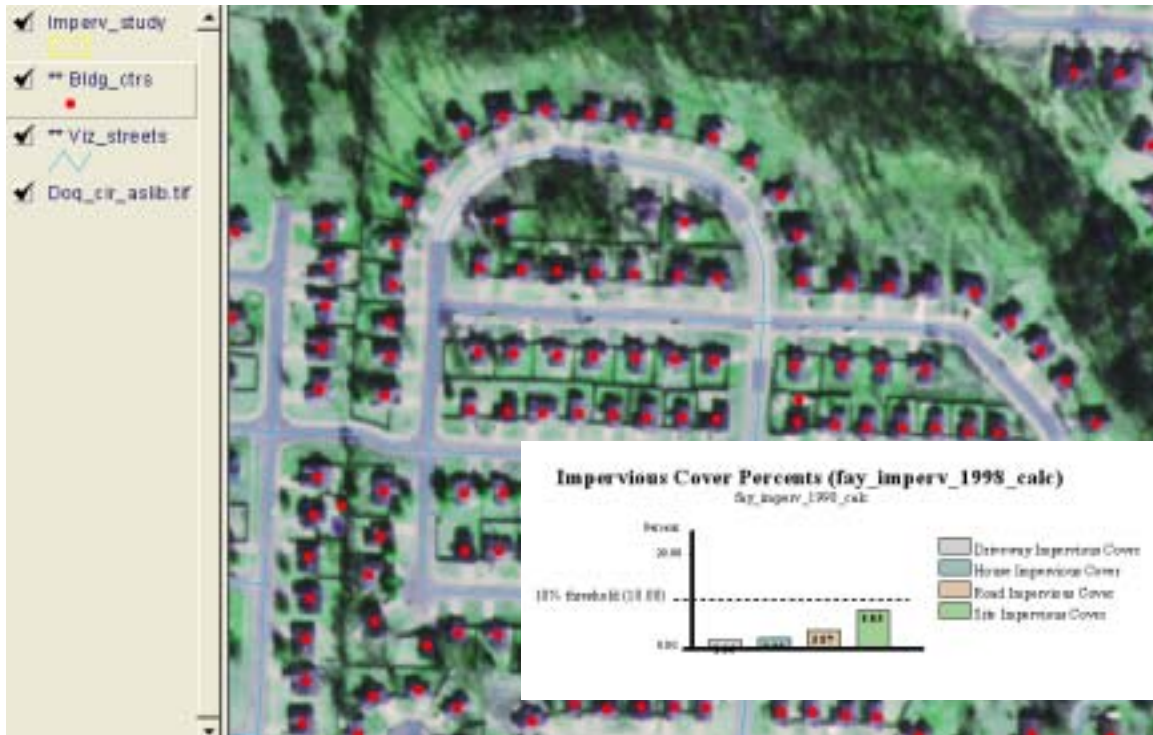 Imperv_study
** Bldg_ctrs
** Viz_streets
Doq_cir_aslib.tif
Impervious Cover Percents (fay_imperv_1998_calc)
fay_imperv_1998_calc
Percent
20.00
10% threshold (10.00)
0.00
Driveway Impervious Cover
House Impervious Cover
Road Impervious Cover
Site Impervious Cover